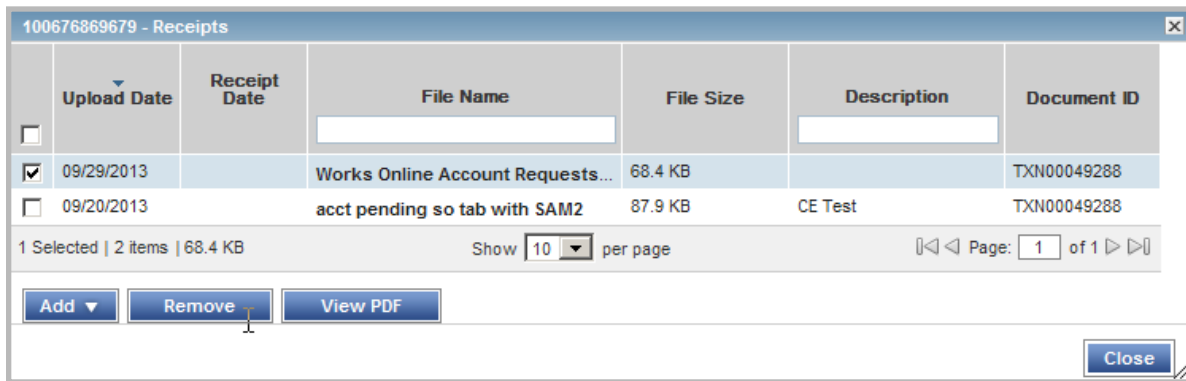 100676869679 - Receipts
Upload Date Receipt Date File Name File Size Description Document ID
09/29/2013 Works Online Account Requests... 68.4 KB TXN00049288
09/20/2013 acct pending so tab with SAM2 87.9 KB CE Test TXN00049288
1 Selected | 2 items | 68.4 KB Show 10 per page Page: 1 of 1
Add Remove View PDF
Close